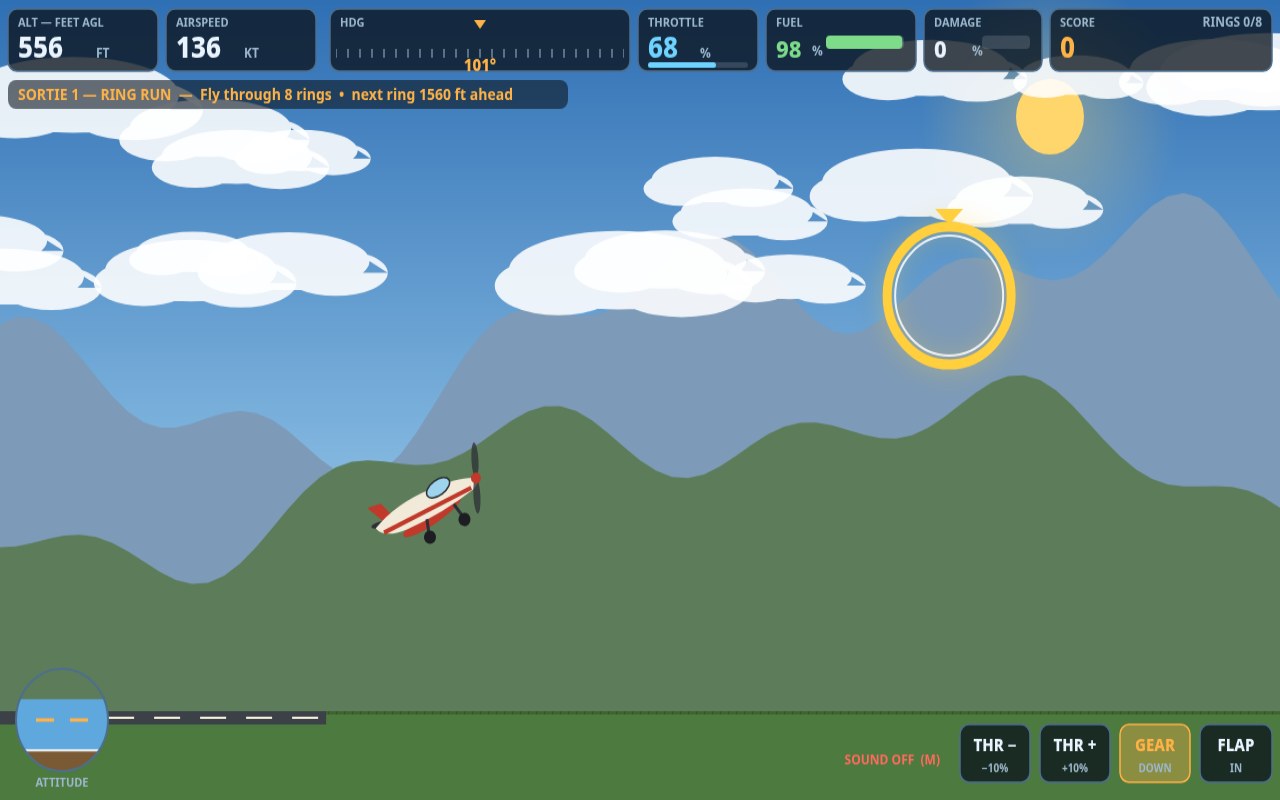 ALT — FEET AGL
556 FT
AIRSPEED
136 KT
HDG
101°
THROTTLE
68 %
FUEL
98 %
DAMAGE
0 %
SCORE
RINGS 0/8
0
SORTIE 1 — RING RUN — Fly through 8 rings • next ring 1560 ft ahead
ATTITUDE
SOUND OFF (M)
THR −
−10%
THR +
+10%
GEAR
DOWN
FLAP
IN